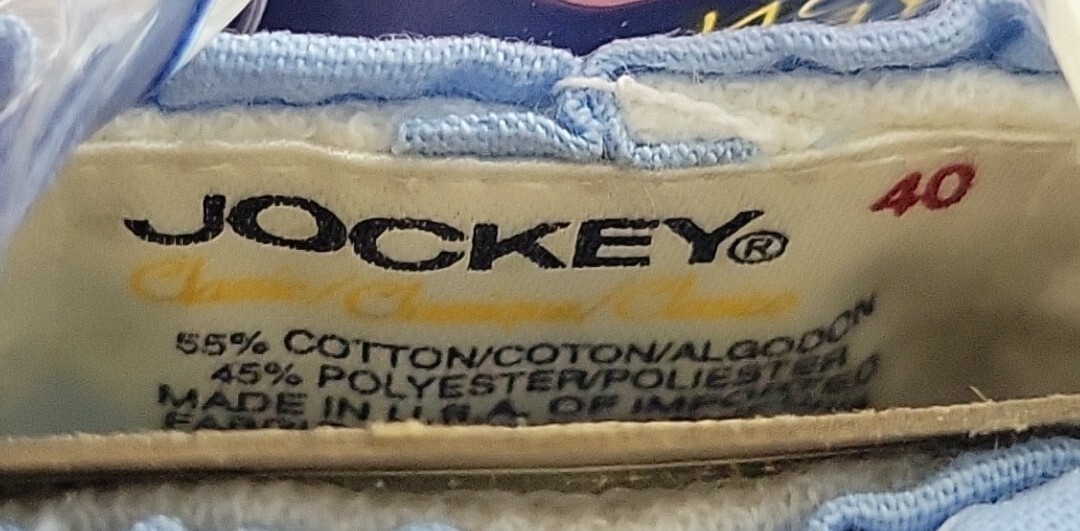 JOCKEY® 40
Classic/Classique/Clasico
55% COTTON/COTON/ALGODON
45% POLYESTER/POLIESTER
MADE IN U.S.A. OF IMPORTED